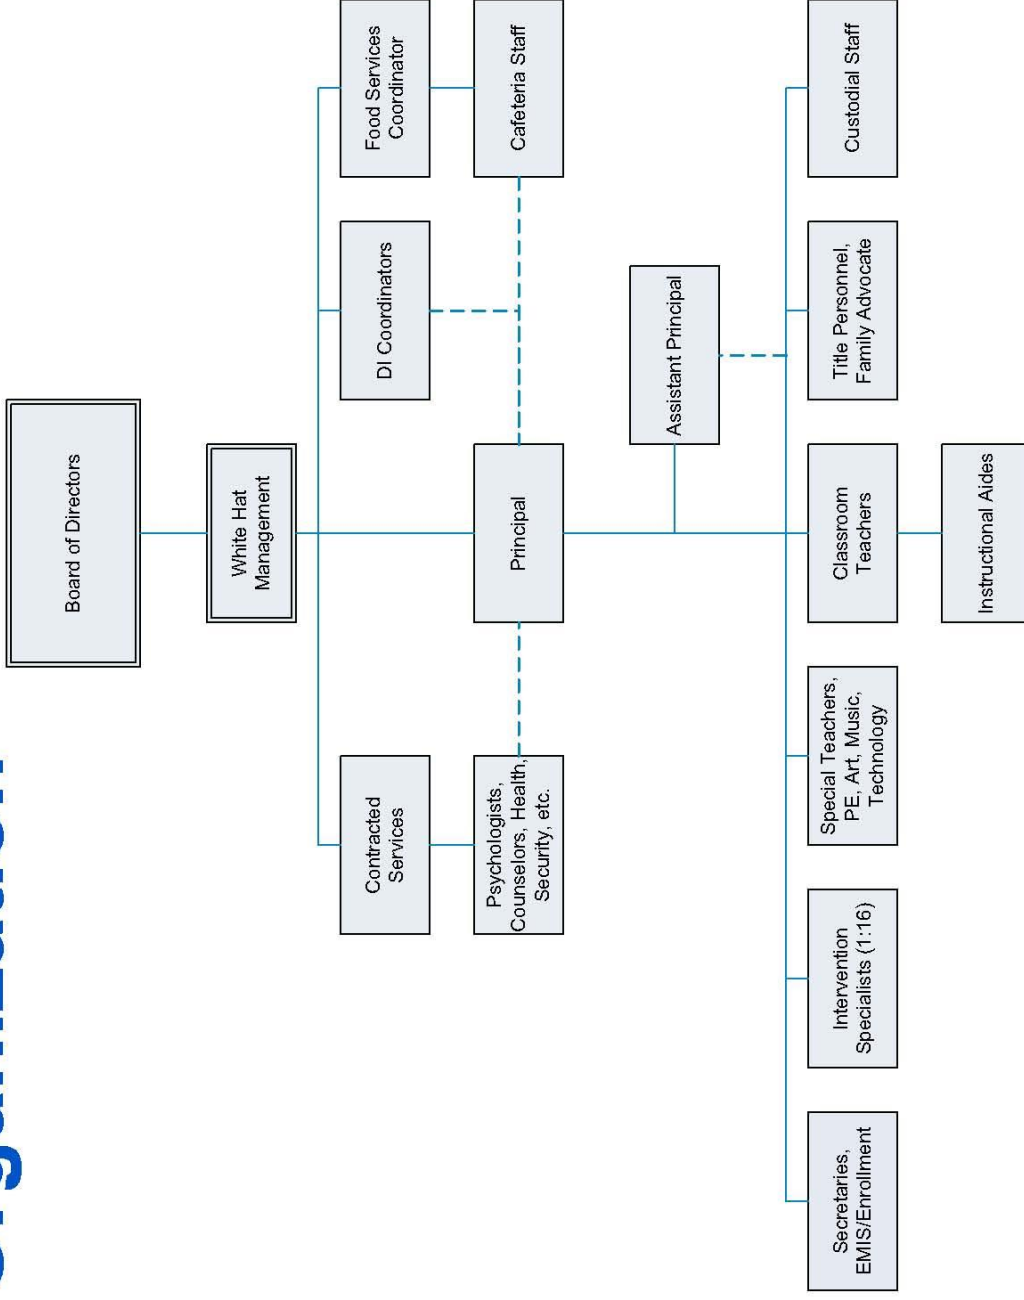 Organization
Board of Directors
White Hat
Management
Contracted
Services
DI Coordinators
Food Services
Coordinator
Psychologists,
Counselors, Health,
Security, etc.
Principal
Cafeteria Staff
Assistant Principal
Secretaries,
EMIS/Enrollment
Intervention
Specialists (1:16)
Special Teachers,
PE, Art, Music,
Technology
Classroom
Teachers
Title Personnel,
Family Advocate
Custodial Staff
Instructional Aides